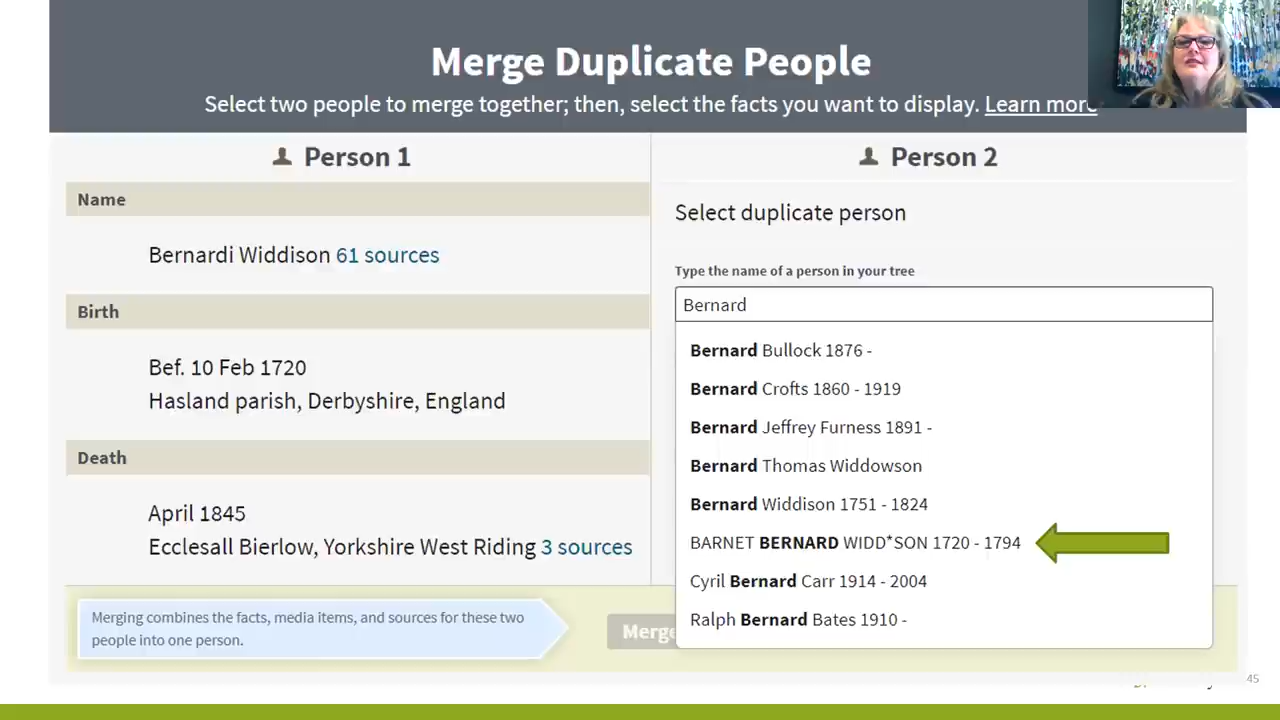 Merge Duplicate People
Select two people to merge together; then, select the facts you want to display. Learn more
Person 1
Name
Bernardi Widdison 61 sources
Birth
Bef. 10 Feb 1720
Hasland parish, Derbyshire, England
Death
April 1845
Ecclesall Bierlow, Yorkshire West Riding 3 sources
Person 2
Select duplicate person
Type the name of a person in your tree
Bernard
Bernard Bullock 1876 -
Bernard Crofts 1860 - 1919
Bernard Jeffrey Furness 1891 -
Bernard Thomas Widdowson
Bernard Widdison 1751 - 1824
BARNET BERNARD WIDD*SON 1720 - 1794
Cyril Bernard Carr 1914 - 2004
Ralph Bernard Bates 1910 -
Merging combines the facts, media items, and sources for these two
people into one person.
Merge
45